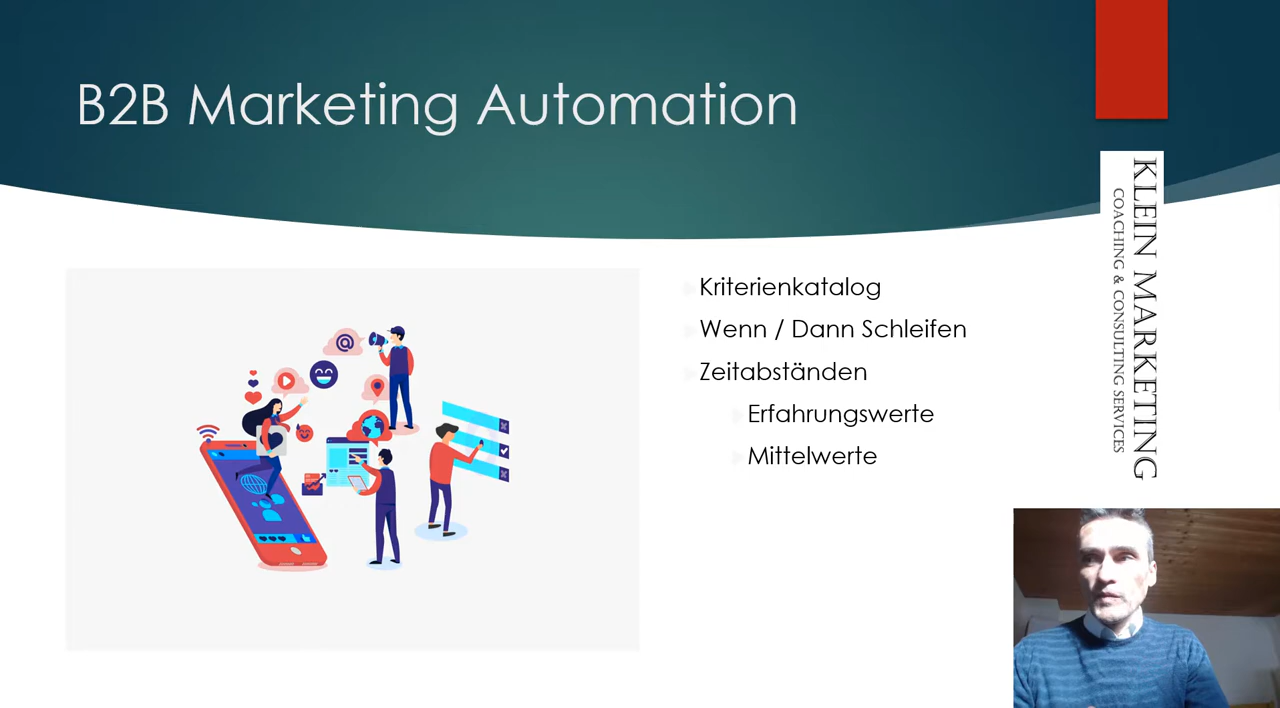 B2B Marketing Automation
KLEIN MARKETING
COACHING & CONSULTING SERVICES
Kriterienkatalog
Wenn / Dann Schleifen
Zeitabständen
Erfahrungswerte
Mittelwerte
@